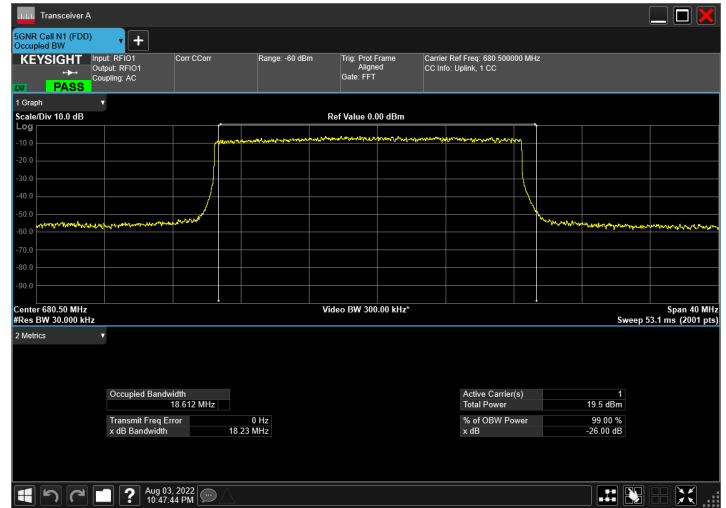 Transceiver A
5GNR Cell N1 (FDD)
Occupied BW
KEYSIGHT
LXI
PASS
Input: RFIO1
Output: RFIO1
Coupling: AC
Corr CCorr
Range: -60 dBm
Trig: Prot Frame
Aligned
Gate: FFT
Carrier Ref Freq: 680.500000 MHz
CC Info: Uplink, 1 CC
1 Graph
Scale/Div 10.0 dB
Ref Value 0.00 dBm
Log
-10.0
-20.0
-30.0
-40.0
-50.0
-60.0
-70.0
-80.0
-90.0
Center 680.50 MHz
Video BW 300.00 kHz*
Span 40 MHz
#Res BW 30.000 kHz
Sweep 53.1 ms (2001 pts)
2 Metrics
Occupied Bandwidth
18.612 MHz
Active Carrier(s) 1
Total Power 19.5 dBm
Transmit Freq Error 0 Hz
x dB Bandwidth 18.23 MHz
% of OBW Power 99.00 %
x dB -26.00 dB
?
Aug 03, 2022
10:47:44 PM